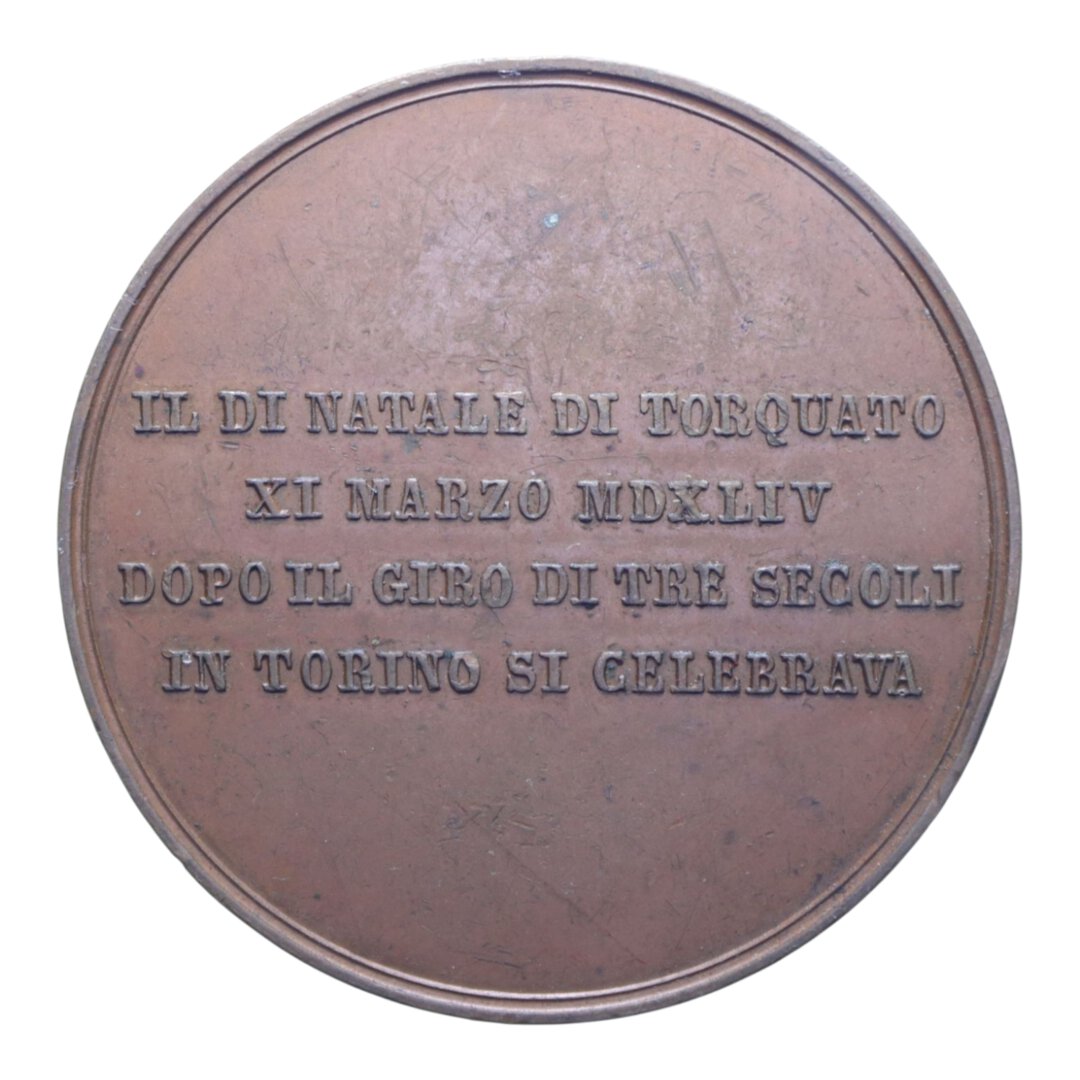 IL DI NATALE DI TORQUATO
XI MARZO MDXLIV
DOPO IL GIRO DI TRE SECOLI
IN TORINO SI CELEBRAVA